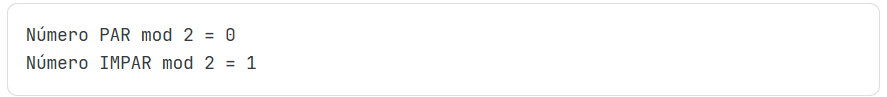 Número PAR mod 2 = 0
Número IMPAR mod 2 = 1